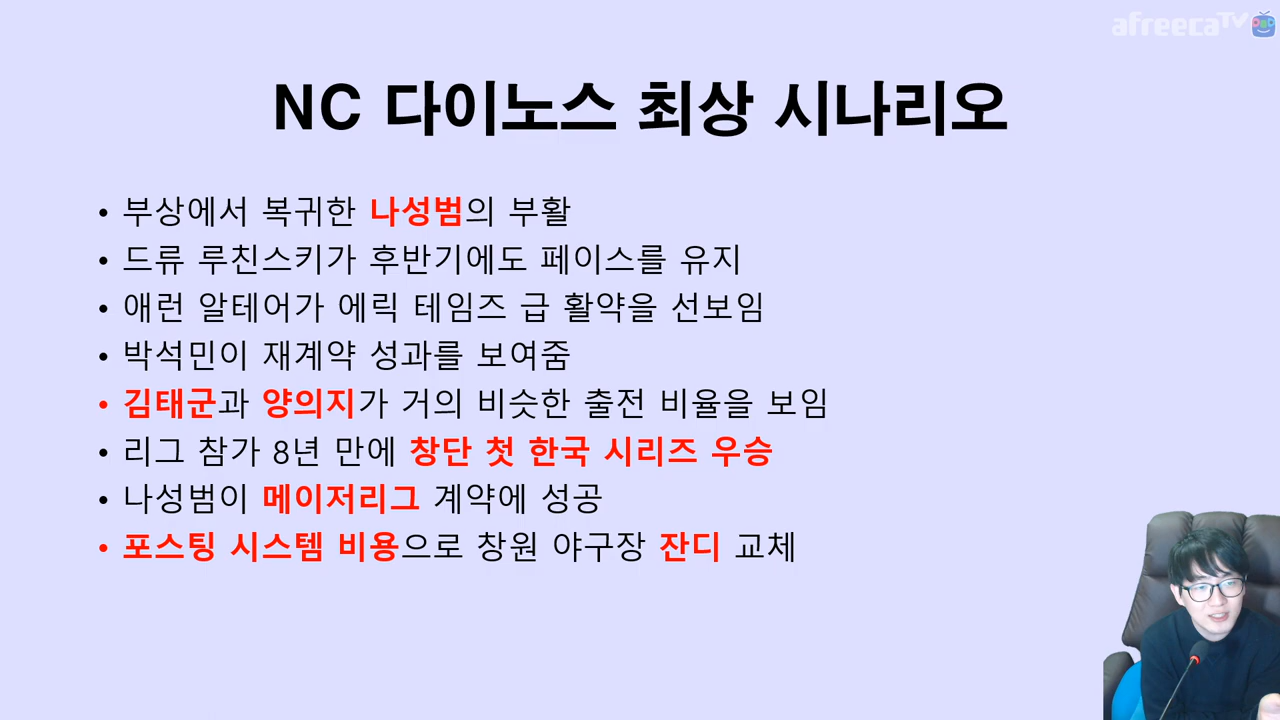 afreecaTV
NC 다이노스 최상 시나리오
• 부상에서 복귀한 나성범의 부활
• 드류 루친스키가 후반기에도 페이스를 유지
• 애런 알테어가 에릭 테임즈 급 활약을 선보임
• 박석민이 재계약 성과를 보여줌
• 김태군과 양의지가 거의 비슷한 출전 비율을 보임
• 리그 참가 8년 만에 창단 첫 한국 시리즈 우승
• 나성범이 메이저리그 계약에 성공
• 포스팅 시스템 비용으로 창원 야구장 잔디 교체